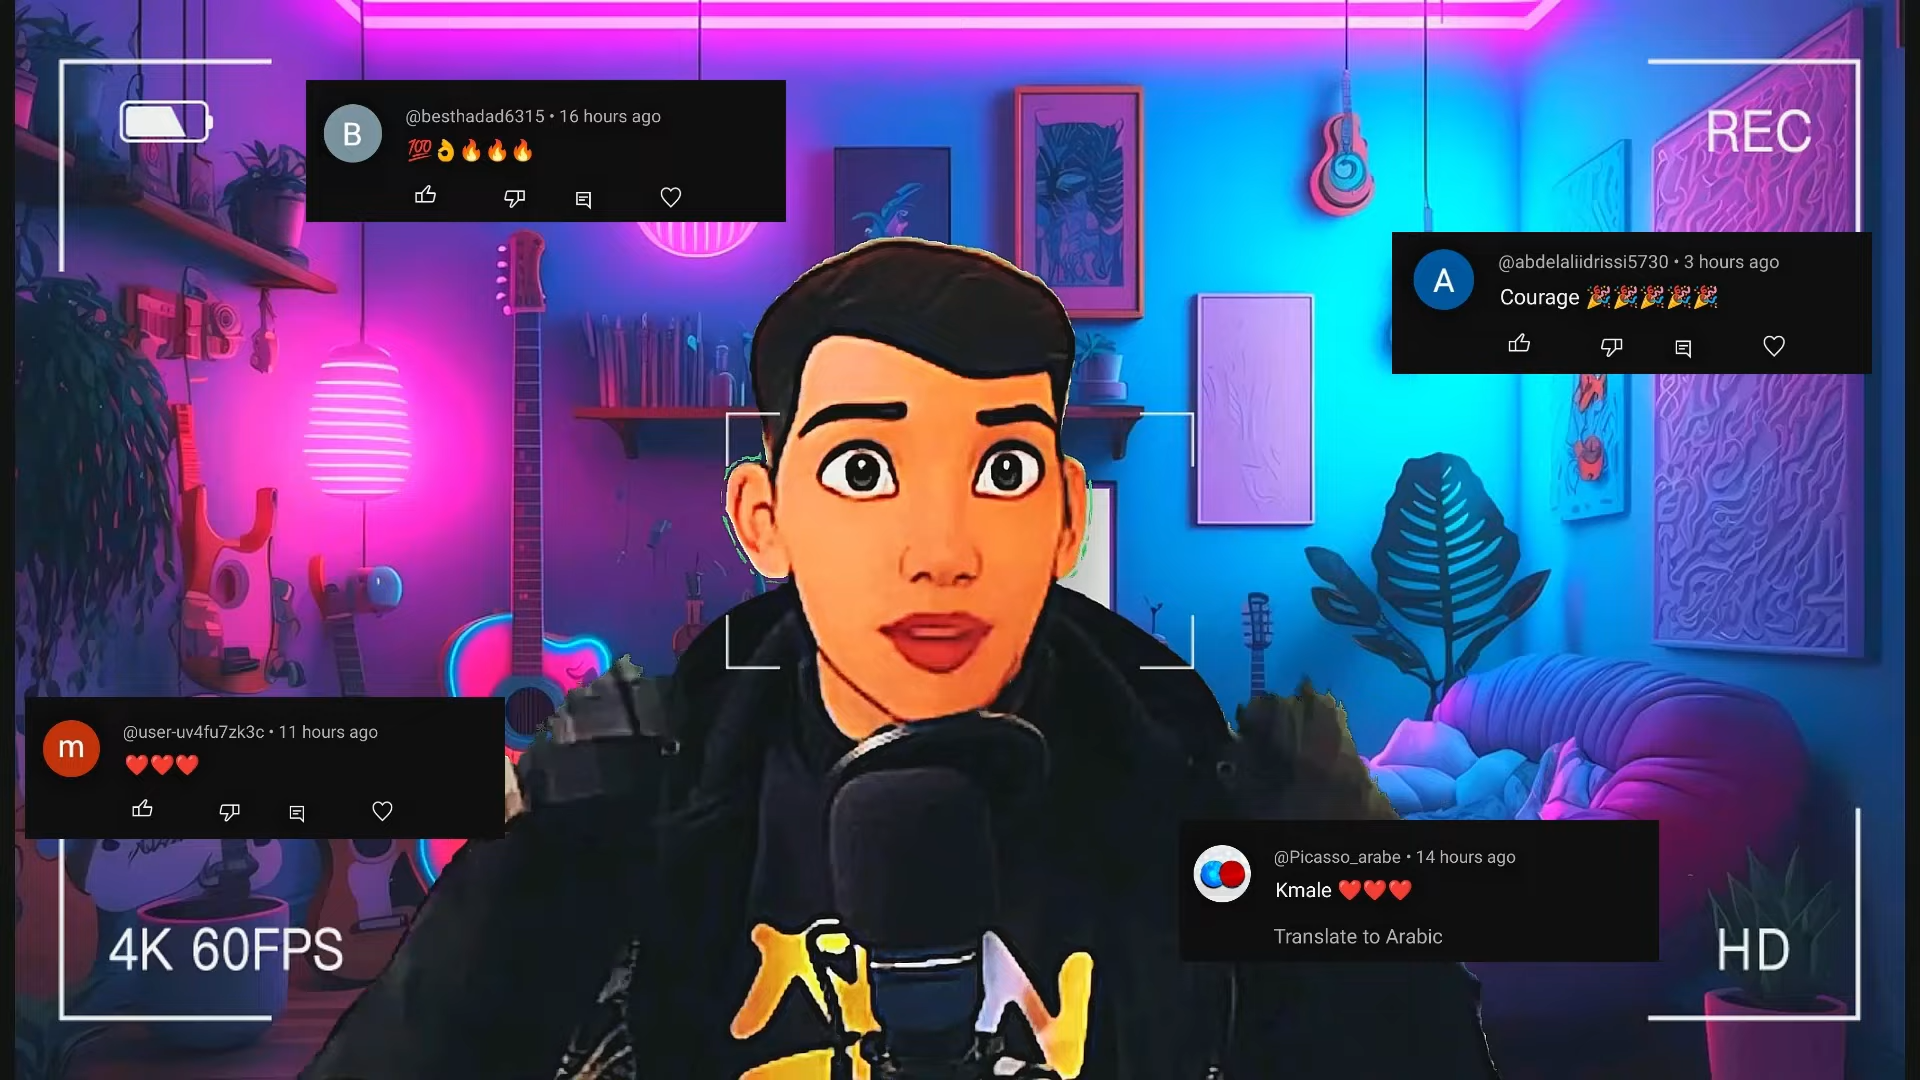 B
@besthadad6315 • 16 hours ago
💯👌🔥🔥🔥
REC
A
@abdelaliidrissi5730 • 3 hours ago
Courage 🎉🎉🎉🎉🎉
m
@user-uv4fu7zk3c • 11 hours ago
❤️❤️❤️
@Picasso_arabe • 14 hours ago
Kmale ❤️❤️❤️
Translate to Arabic
4K 60FPS
HD